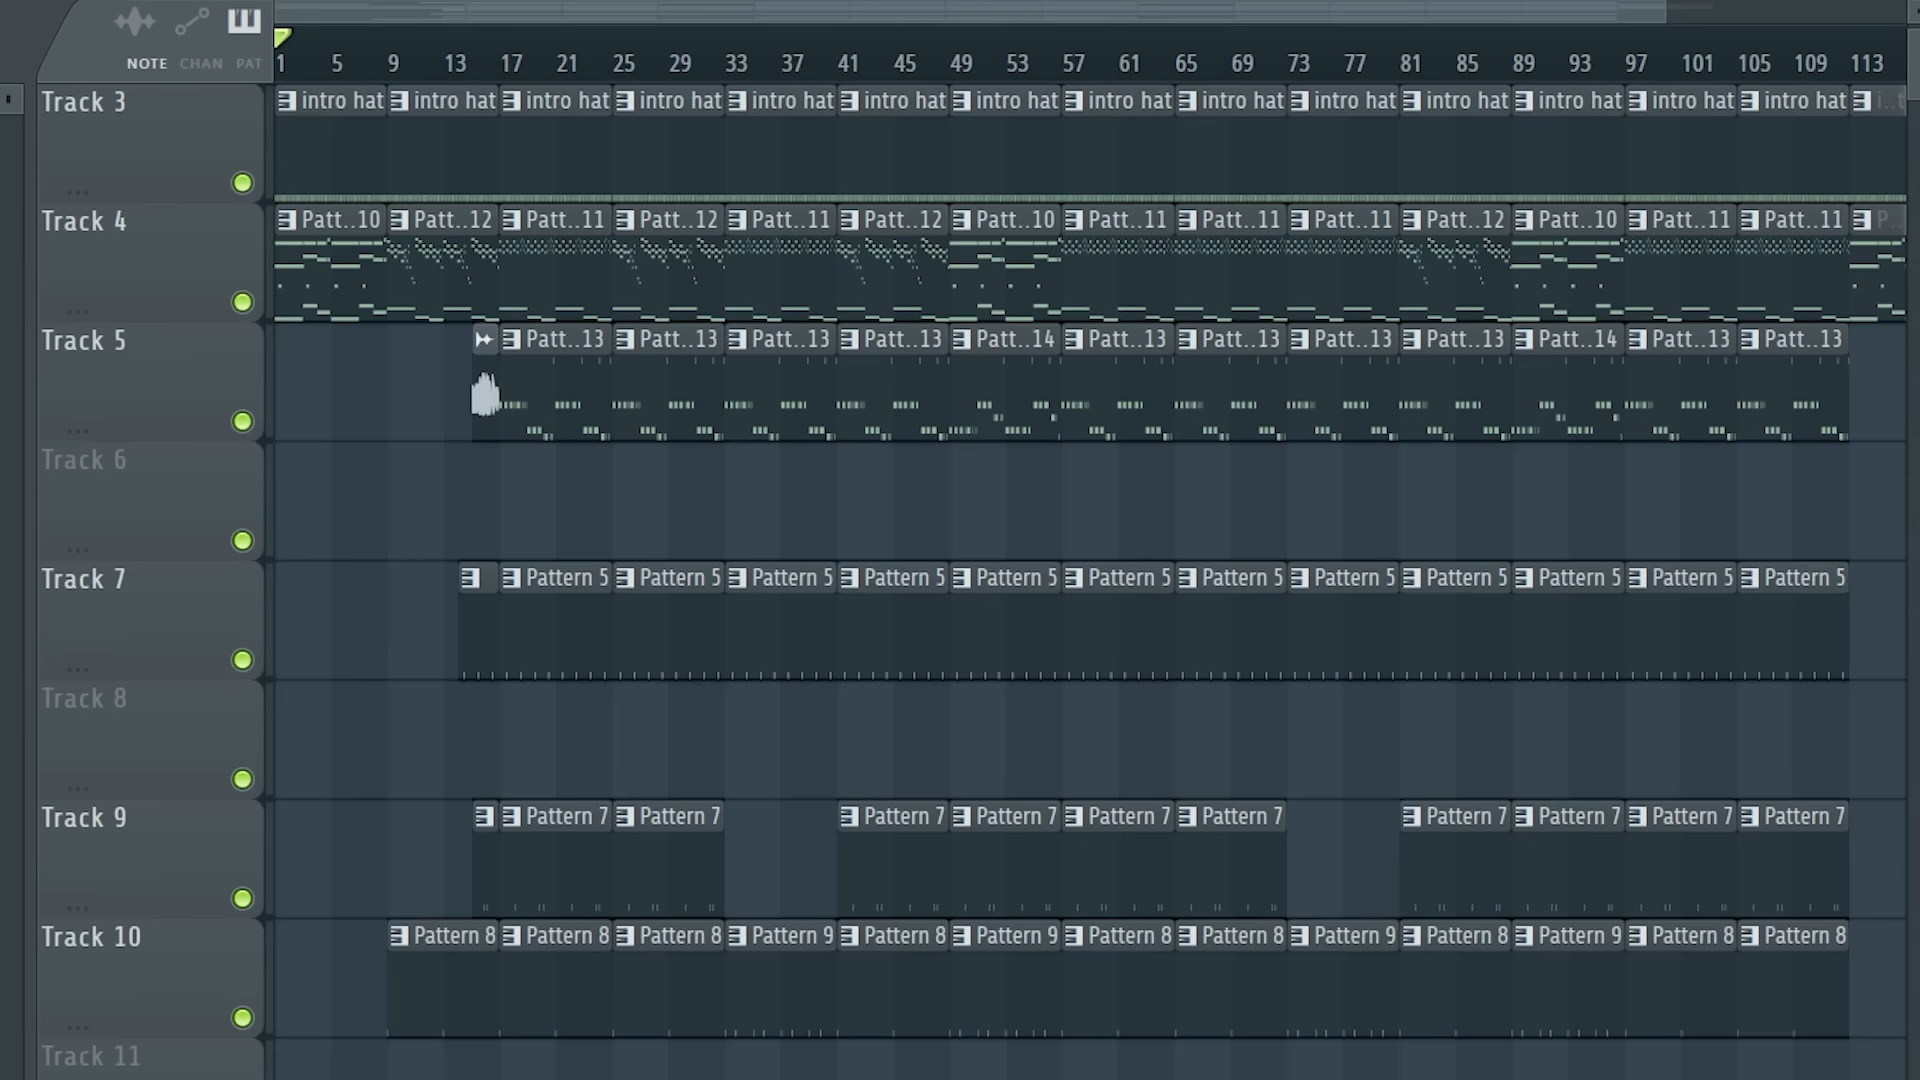 NOTE CHAN PAT
1 5 9 13 17 21 25 29 33 37 41 45 49 53 57 61 65 69 73 77 81 85 89 93 97 101 105 109 113
Track 3 intro hat intro hat intro hat intro hat intro hat intro hat intro hat intro hat intro hat intro hat intro hat intro hat intro hat intro hat i..t
Track 4 Patt..10 Patt..12 Patt..11 Patt..12 Patt..11 Patt..12 Patt..10 Patt..11 Patt..11 Patt..11 Patt..12 Patt..10 Patt..11 Patt..11 P..
Track 5 Patt..13 Patt..13 Patt..13 Patt..13 Patt..14 Patt..13 Patt..13 Patt..13 Patt..13 Patt..14 Patt..13 Patt..13
Track 6
Track 7 Pattern 5 Pattern 5 Pattern 5 Pattern 5 Pattern 5 Pattern 5 Pattern 5 Pattern 5 Pattern 5 Pattern 5 Pattern 5 Pattern 5
Track 8
Track 9 Pattern 7 Pattern 7 Pattern 7 Pattern 7 Pattern 7 Pattern 7 Pattern 7 Pattern 7 Pattern 7 Pattern 7
Track 10 Pattern 8 Pattern 8 Pattern 8 Pattern 9 Pattern 8 Pattern 9 Pattern 8 Pattern 8 Pattern 9 Pattern 8 Pattern 9 Pattern 8 Pattern 8
Track 11